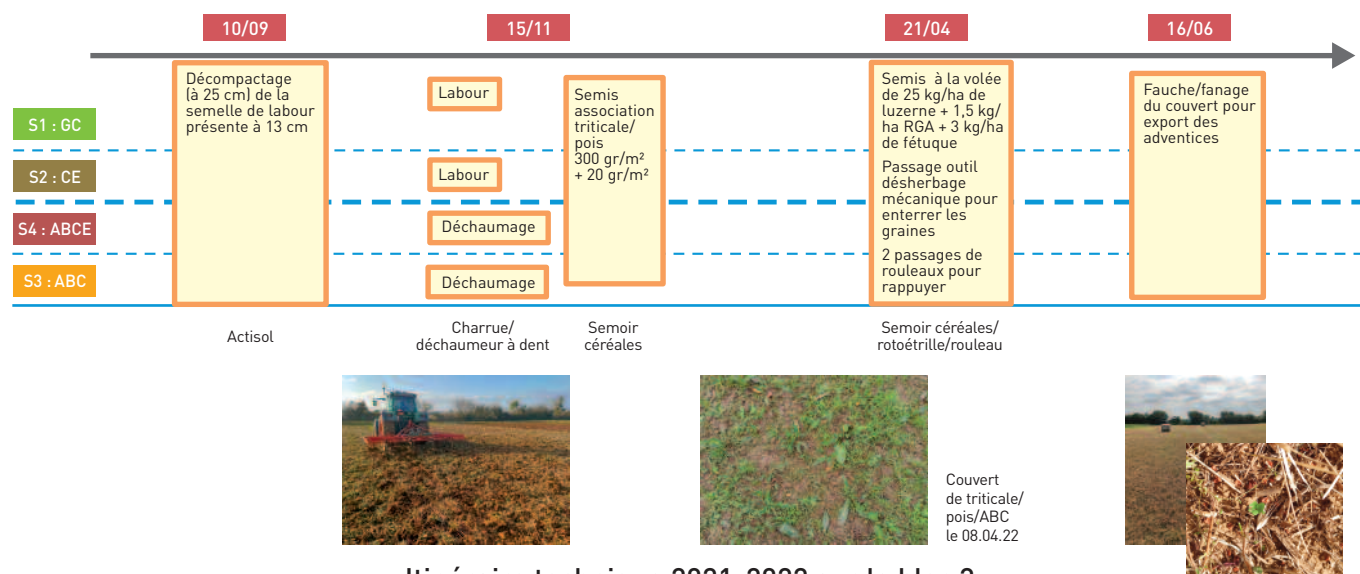 10/09
15/11
21/04
16/06
S1 : GC
S2 : CE
S4 : ABCE
S3 : ABC
Décompactage
(à 25 cm) de la
semelle de labour
présente à 13 cm
Labour
Labour
Déchaumage
Déchaumage
Semis
association
triticale/
pois
300 gr/m²
+ 20 gr/m²
Semis à la volée
de 25 kg/ha de
luzerne + 1,5 kg/
ha RGA + 3 kg/ha
de fétuque
Passage outil
désherbage
mécanique pour
enterrer les
graines
2 passages de
rouleaux pour
rappuyer
Fauche/fanage
du couvert pour
export des
adventices
Actisol
Charrue/
déchaumeur à dent
Semoir
céréales
Semoir céréales/
rotoétrille/rouleau
Couvert
de triticale/
pois/ABC
le 08.04.22